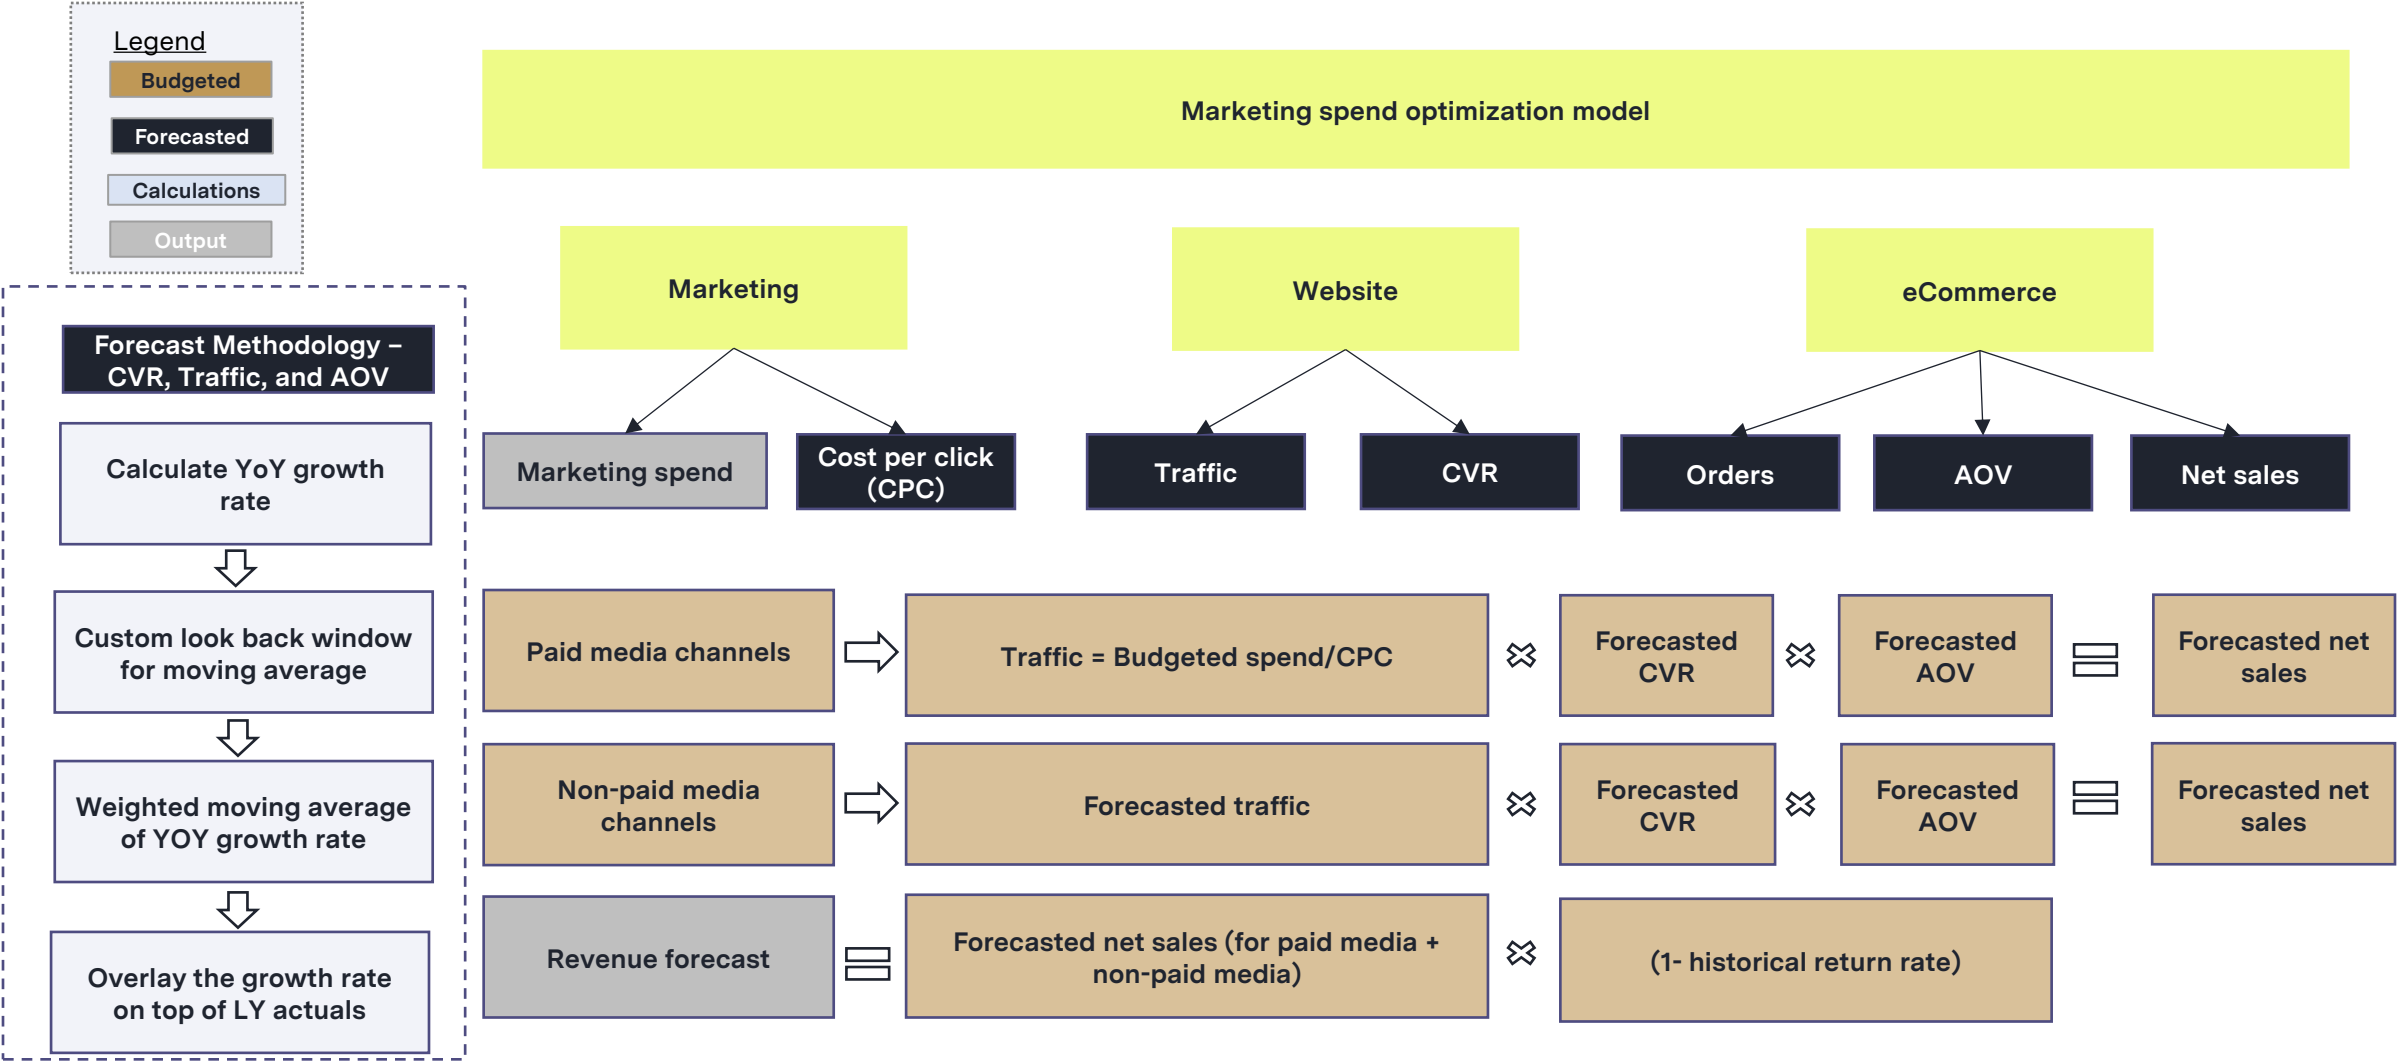 Legend
Budgeted
Forecasted
Calculations
Output
Forecast Methodology –
CVR, Traffic, and AOV
Calculate YoY growth
rate
Custom look back window
for moving average
Weighted moving average
of YOY growth rate
Overlay the growth rate
on top of LY actuals
Marketing spend optimization model
Marketing
Website
eCommerce
Marketing spend
Cost per click
(CPC)
Traffic
CVR
Orders
AOV
Net sales
Paid media channels
Traffic = Budgeted spend/CPC
Forecasted
CVR
Forecasted
AOV
Forecasted net
sales
Non-paid media
channels
Forecasted traffic
Forecasted
CVR
Forecasted
AOV
Forecasted net
sales
Revenue forecast
Forecasted net sales (for paid media +
non-paid media)
(1- historical return rate)